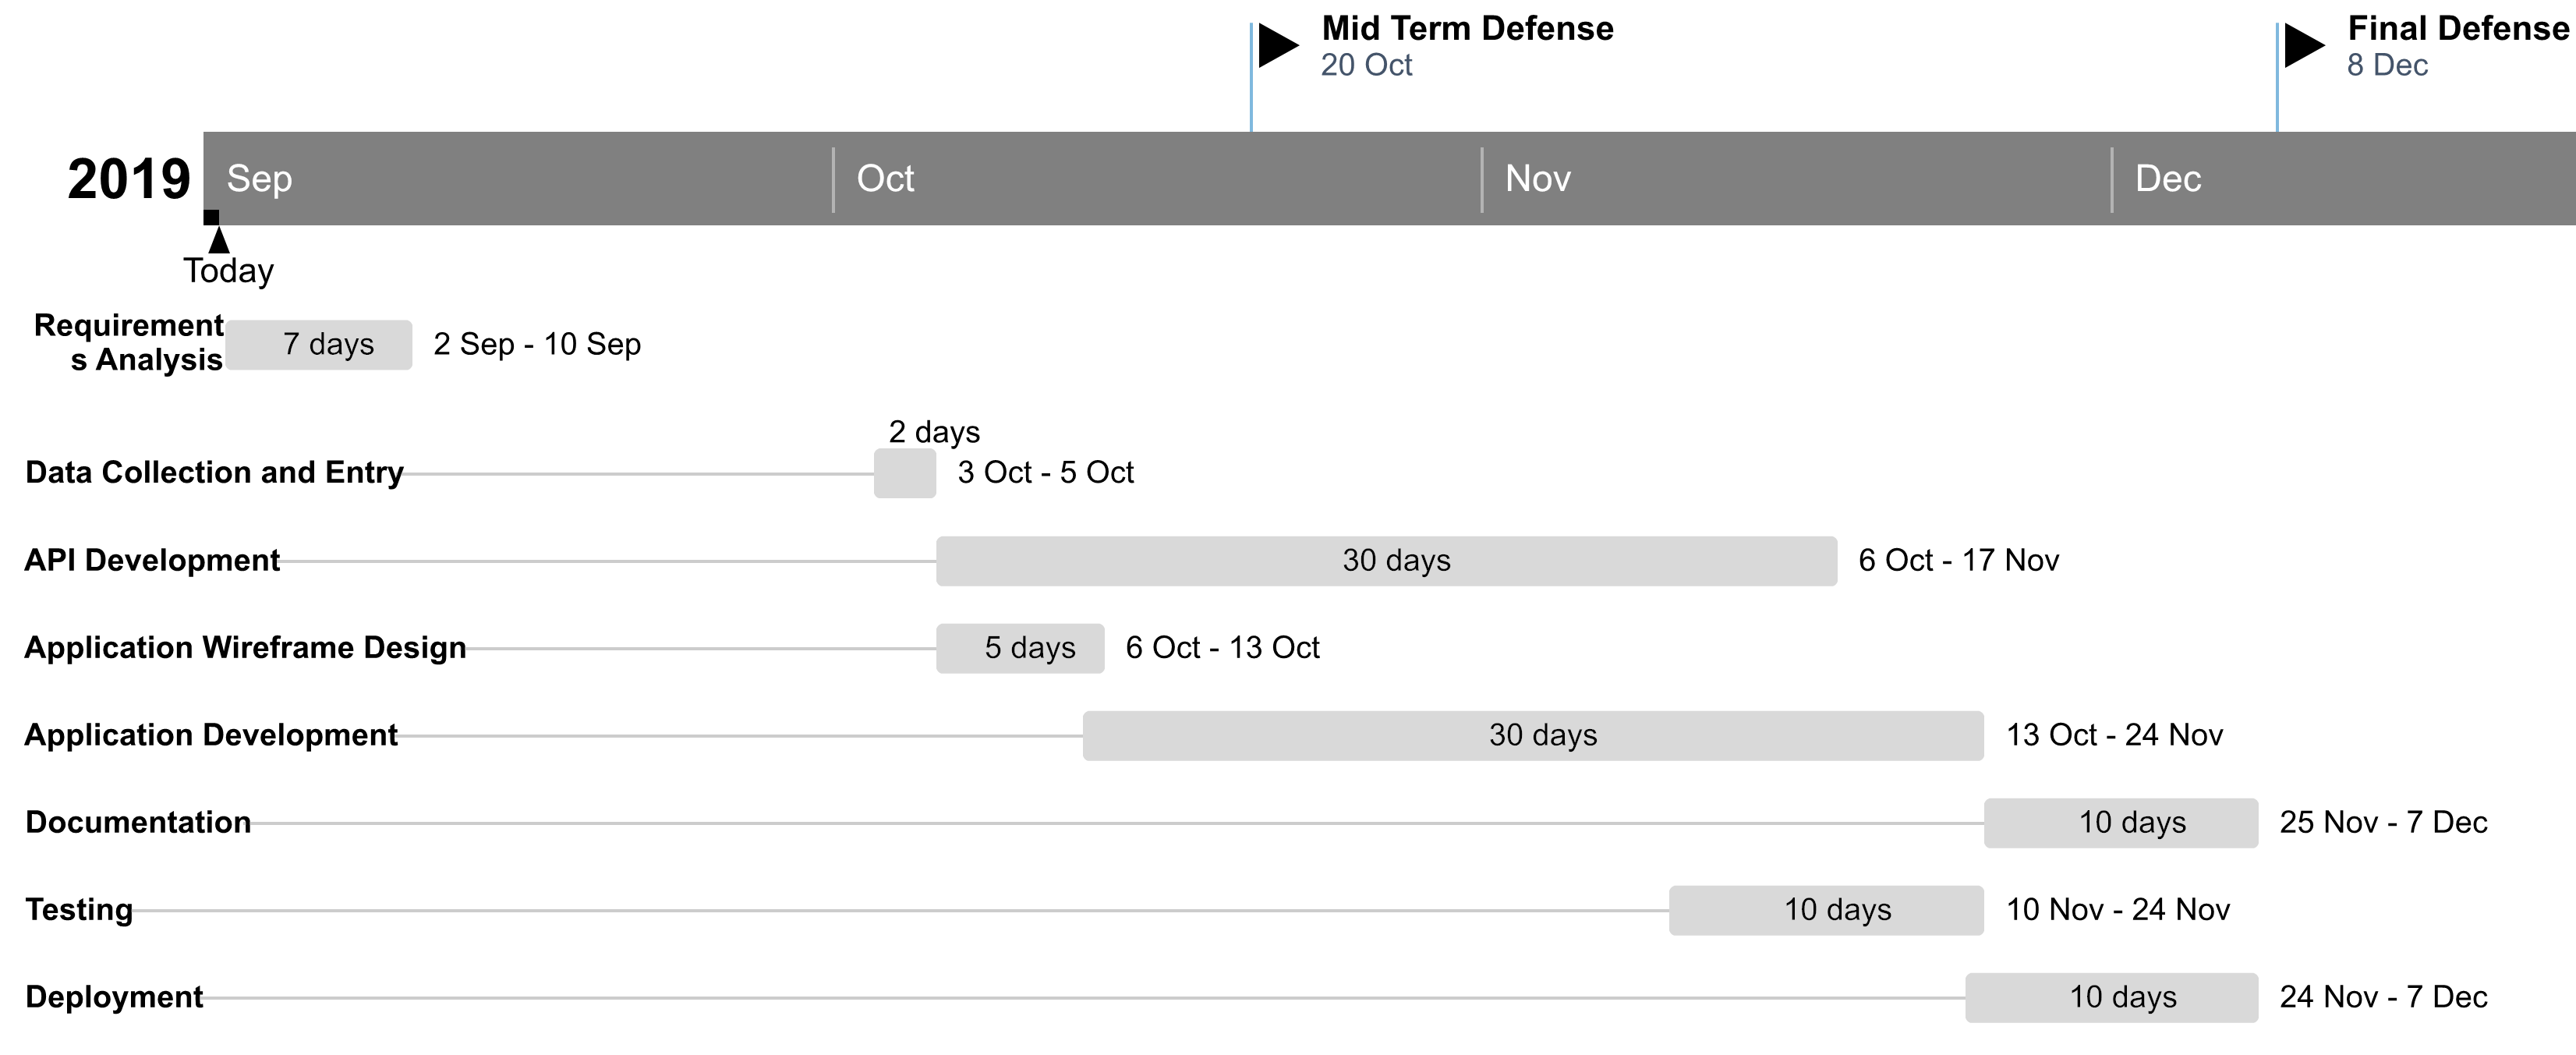 Mid Term Defense
20 Oct
Final Defense
8 Dec
2019
Sep
Oct
Nov
Dec
Today
Requirement
s Analysis
7 days
2 Sep - 10 Sep
2 days
Data Collection and Entry
3 Oct - 5 Oct
API Development
30 days
6 Oct - 17 Nov
Application Wireframe Design
5 days
6 Oct - 13 Oct
Application Development
30 days
13 Oct - 24 Nov
Documentation
10 days
25 Nov - 7 Dec
Testing
10 days
10 Nov - 24 Nov
Deployment
10 days
24 Nov - 7 Dec